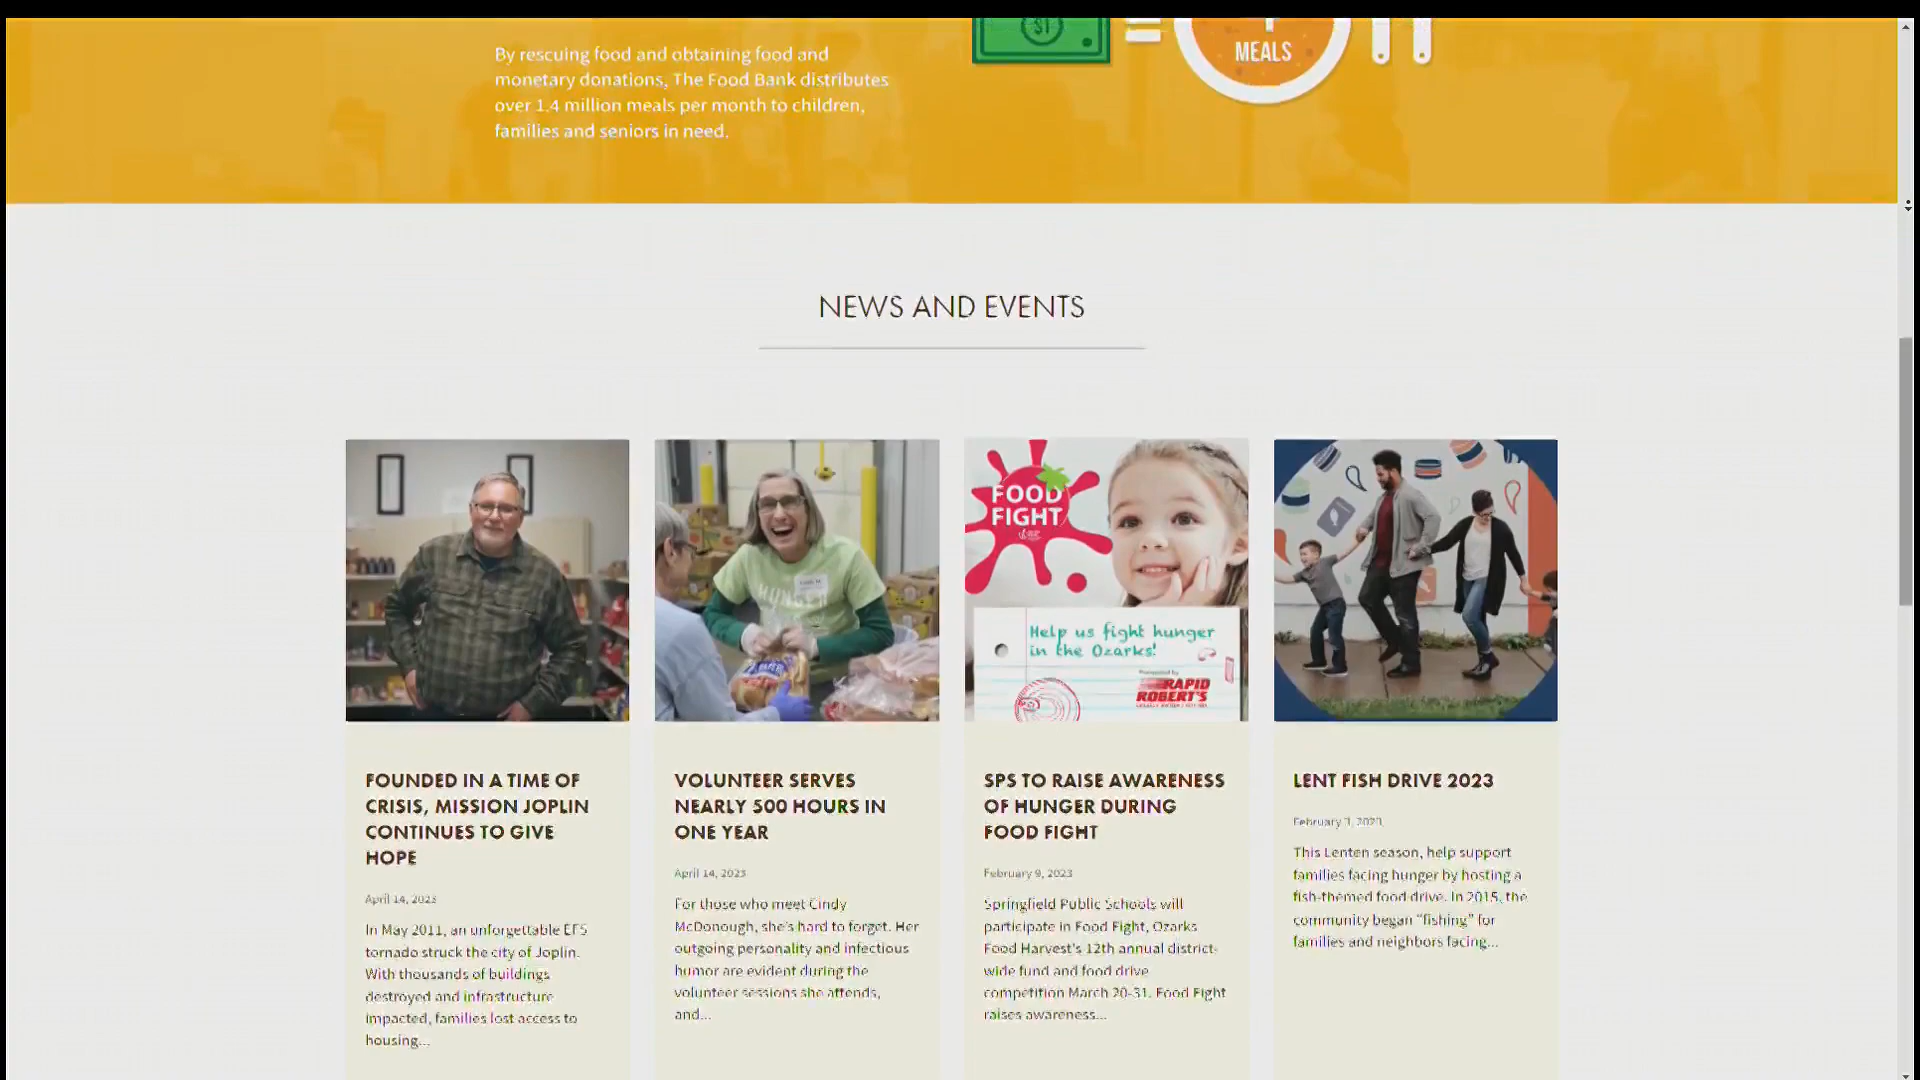 By rescuing food and obtaining food and
monetary donations, The Food Bank distributes
over 1.4 million meals per month to children,
families and seniors in need.
$1
MEALS
NEWS AND EVENTS
FOOD
FIGHT
Help us fight hunger
in the Ozarks!
Presented by
RAPID
ROBERT'S
FOUNDED IN A TIME OF
CRISIS, MISSION JOPLIN
CONTINUES TO GIVE
HOPE
April 14, 2023
In May 2011, an unforgettable EF5
tornado struck the city of Joplin.
With thousands of buildings
destroyed and infrastructure
impacted, families lost access to
housing...
VOLUNTEER SERVES
NEARLY 500 HOURS IN
ONE YEAR
April 14, 2023
For those who meet Cindy
McDonough, she's hard to forget. Her
outgoing personality and infectious
humor are evident during the
volunteer sessions she attends,
and...
SPS TO RAISE AWARENESS
OF HUNGER DURING
FOOD FIGHT
February 9, 2023
Springfield Public Schools will
participate in Food Fight, Ozarks
Food Harvest's 12th annual district-
wide fund and food drive
competition March 20-31. Food Fight
raises awareness...
LENT FISH DRIVE 2023
February 3, 2023
This Lenten season, help support
families facing hunger by hosting a
fish-themed food drive. In 2015, the
community began "fishing" for
families and neighbors facing...